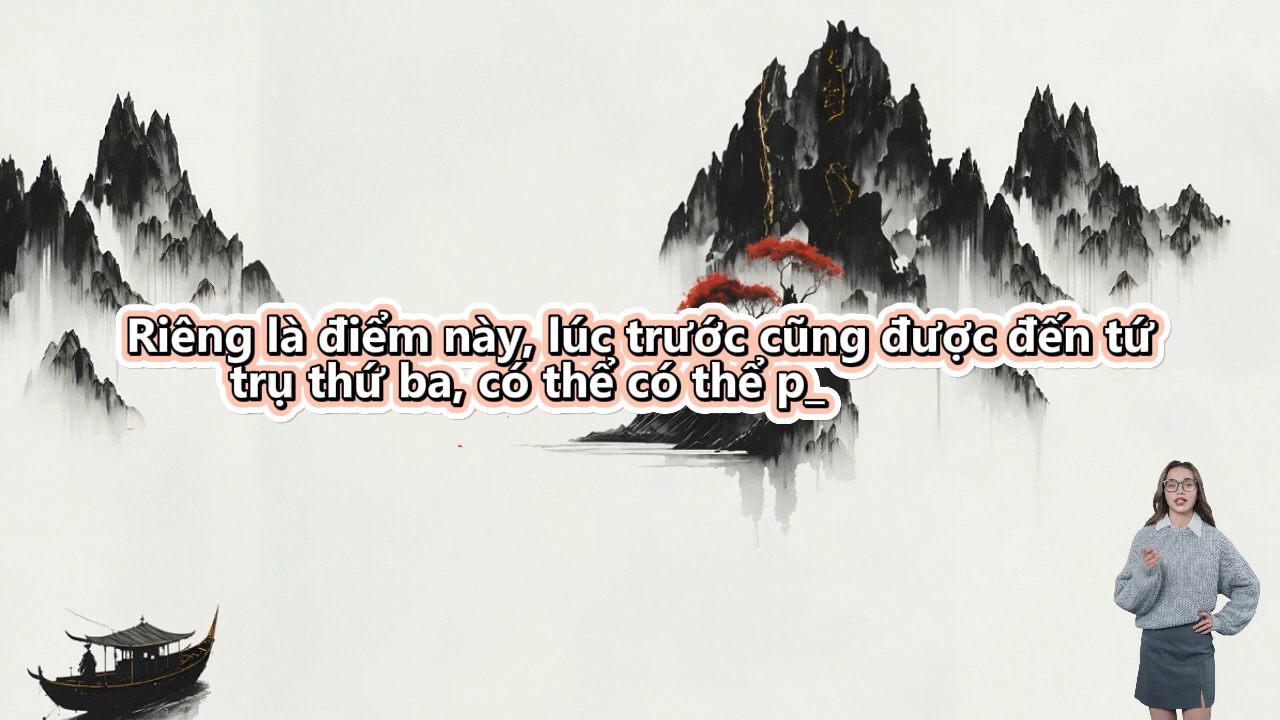 Riêng là điểm này, lúc trước cũng được đến tứ
trụ thứ ba, có thể có thể p_